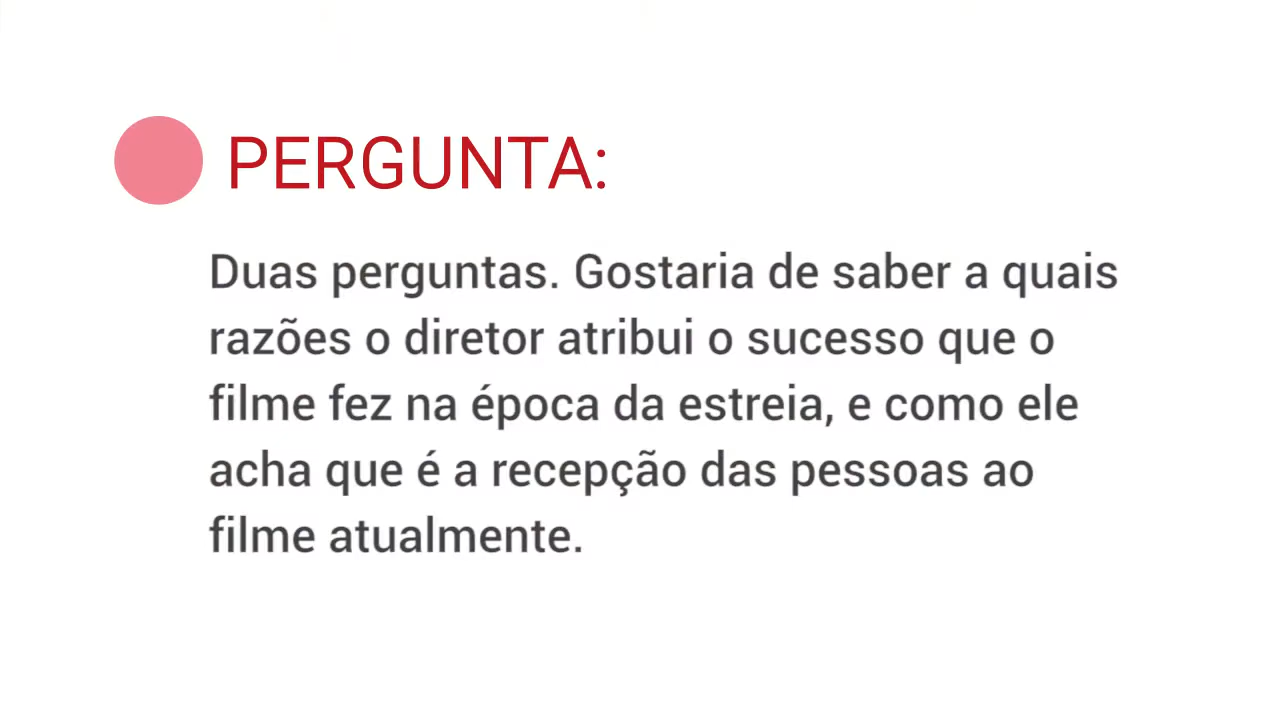 PERGUNTA:
Duas perguntas. Gostaria de saber a quais
razões o diretor atribui o sucesso que o
filme fez na época da estreia, e como ele
acha que é a recepção das pessoas ao
filme atualmente.